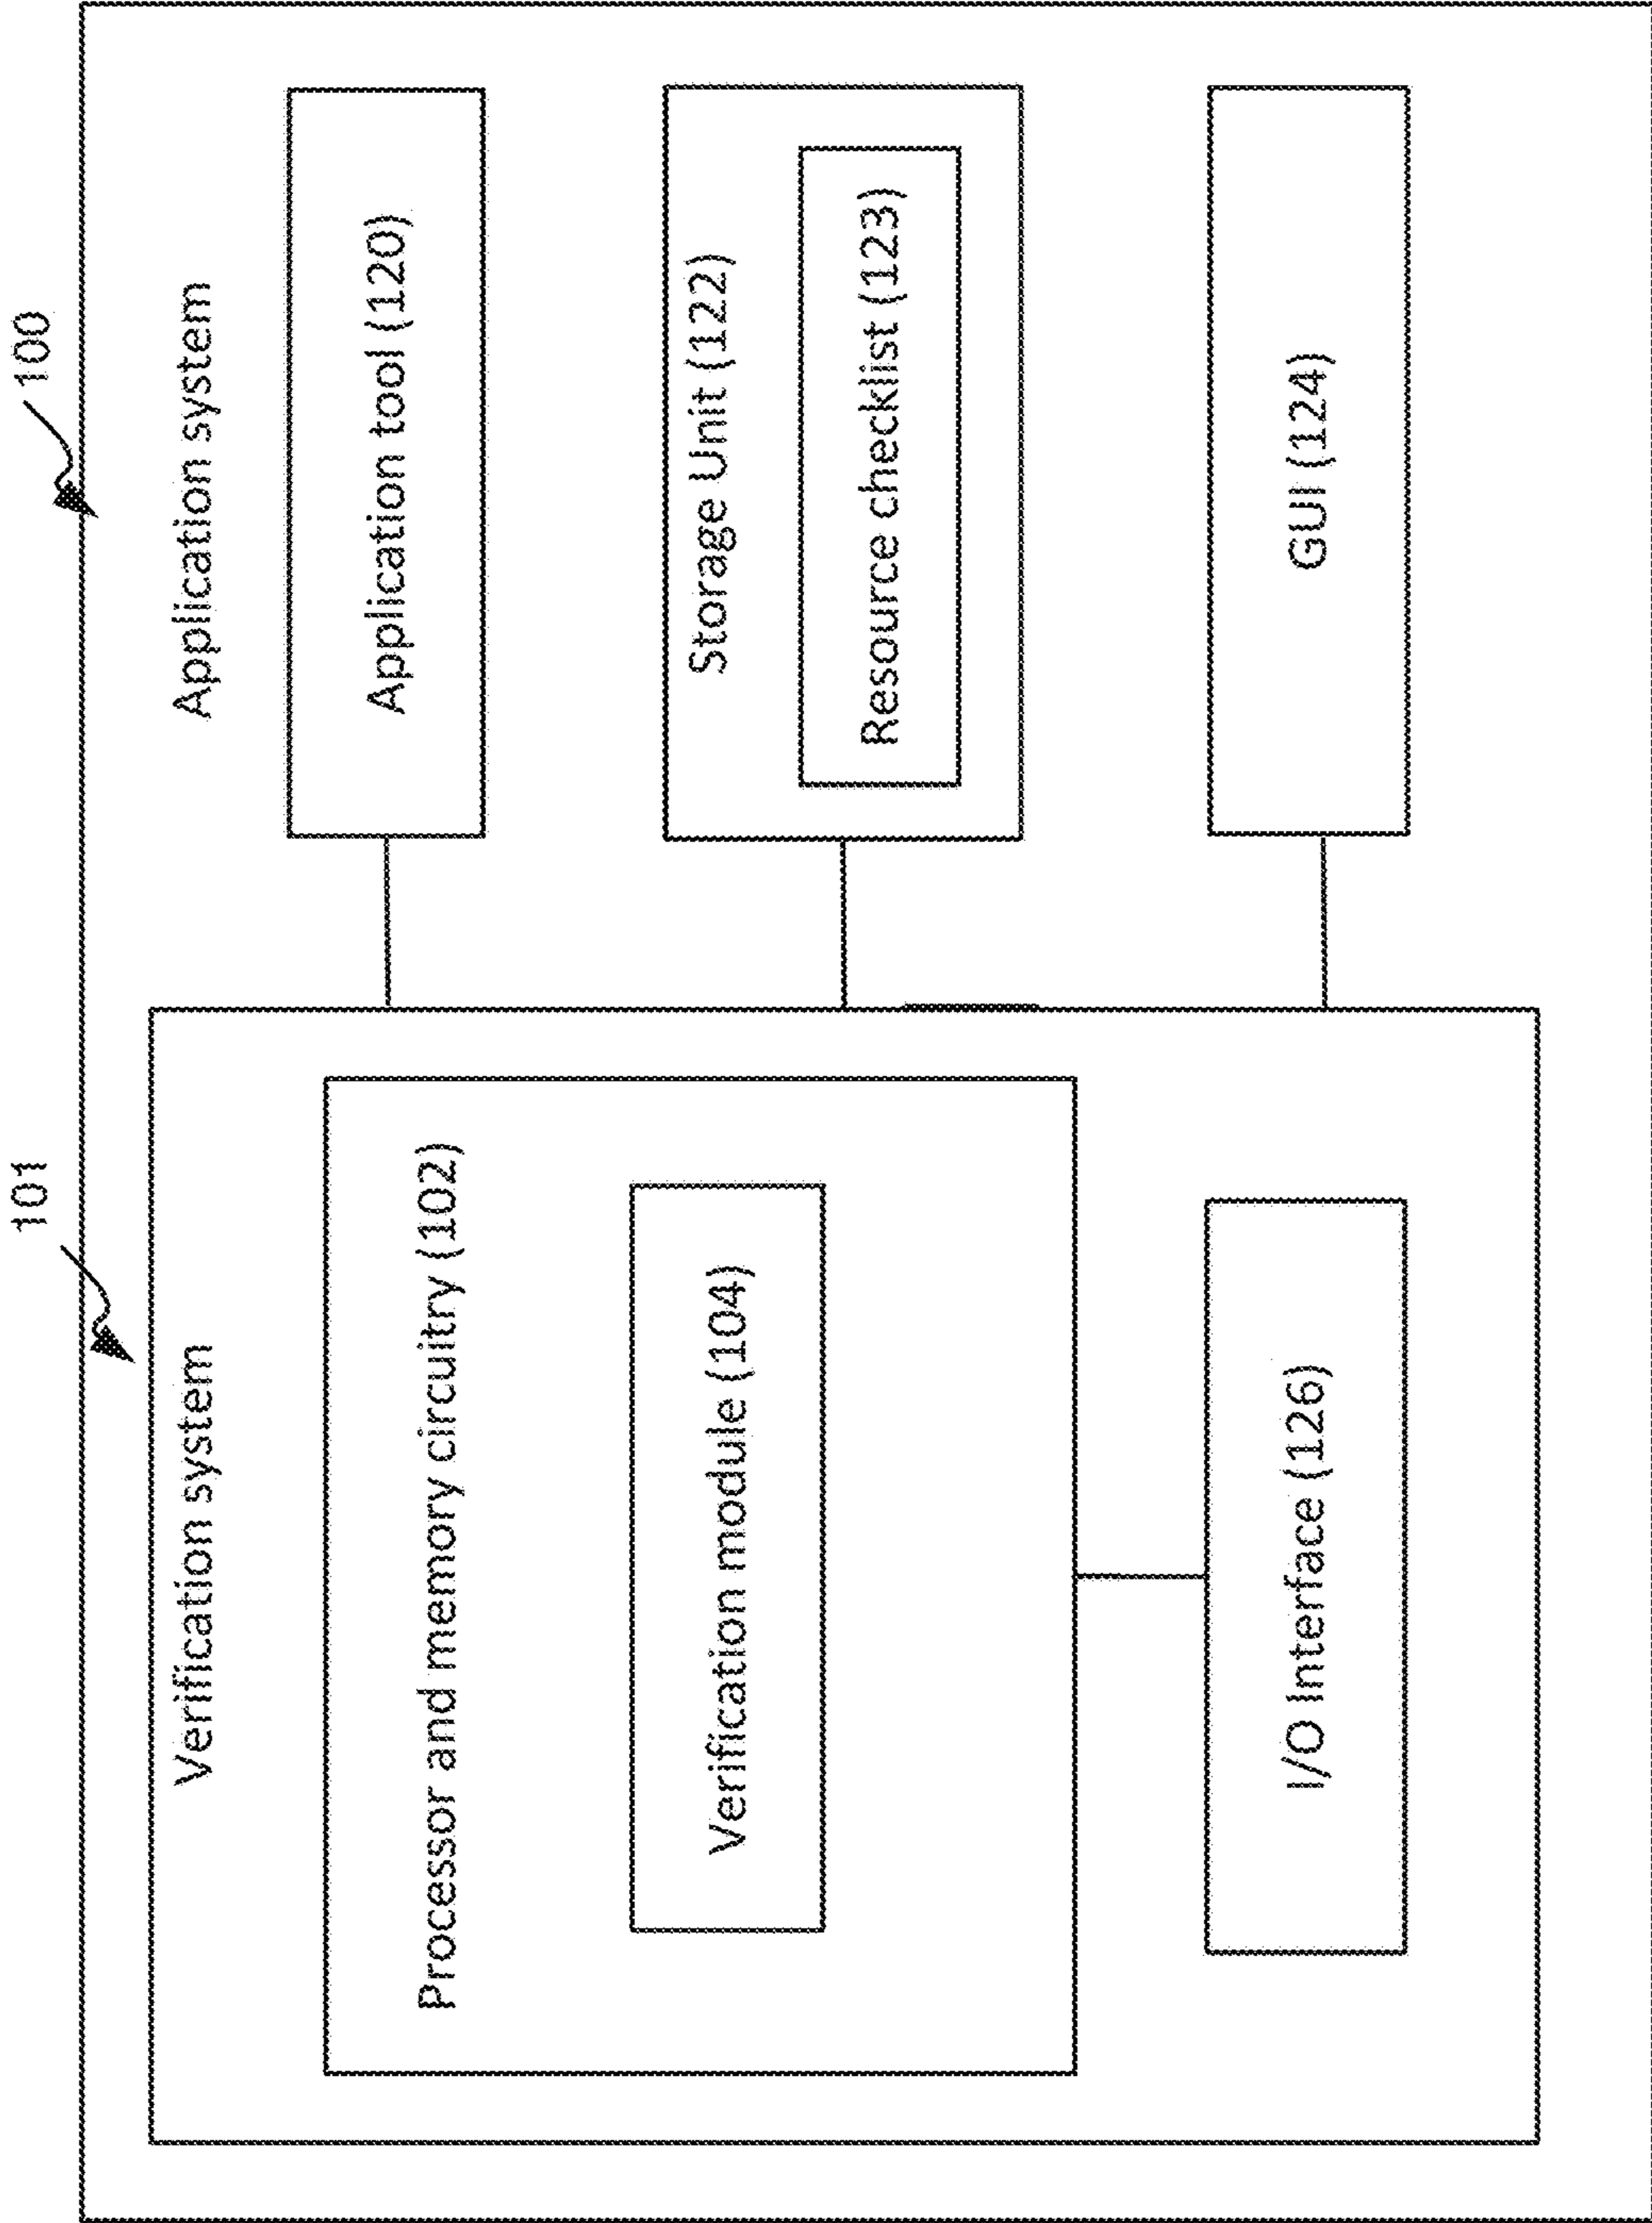 101
100
Verification system
Application system
Processor and memory circuitry (102)
Verification module (104)
I/O Interface (126)
Application tool (120)
Storage Unit (122)
Resource checklist (123)
GUI (124)